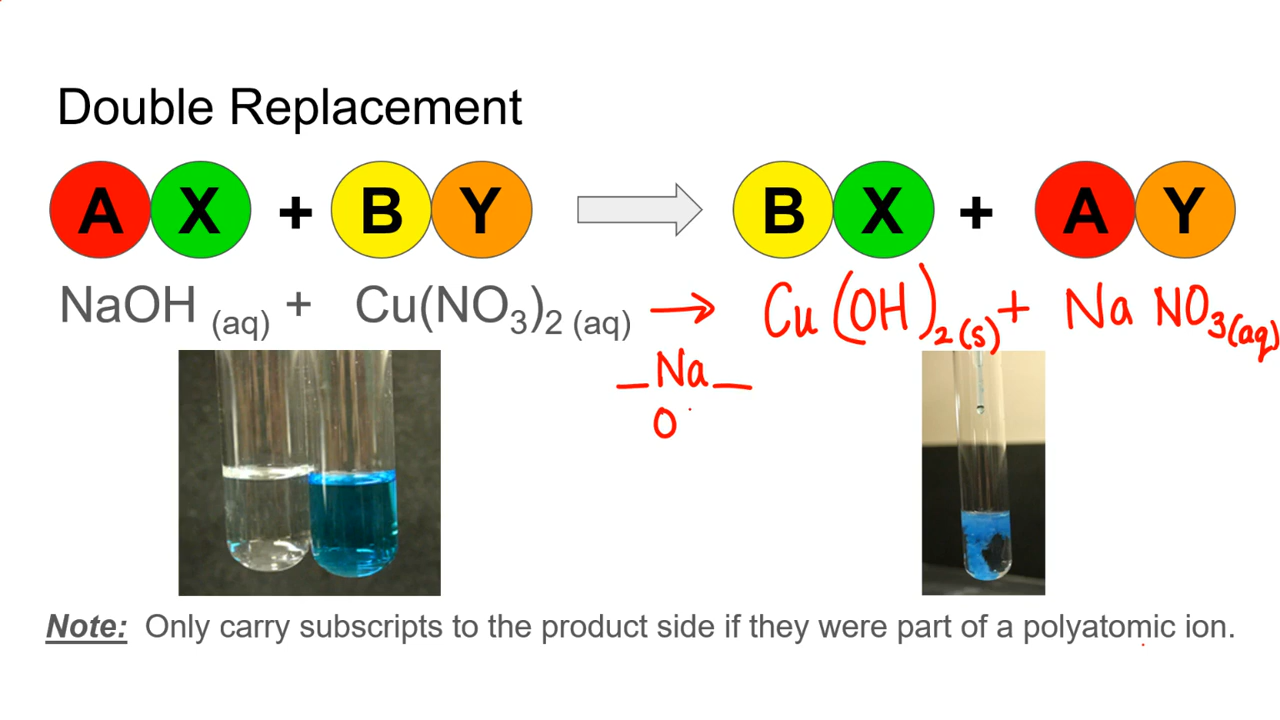 Double Replacement
A X + B Y B X + A Y
NaOH (aq) + Cu(NO₃)₂ (aq) → Cu(OH)₂(s) + NaNO₃(aq)
_Na_
O
Note: Only carry subscripts to the product side if they were part of a polyatomic ion.